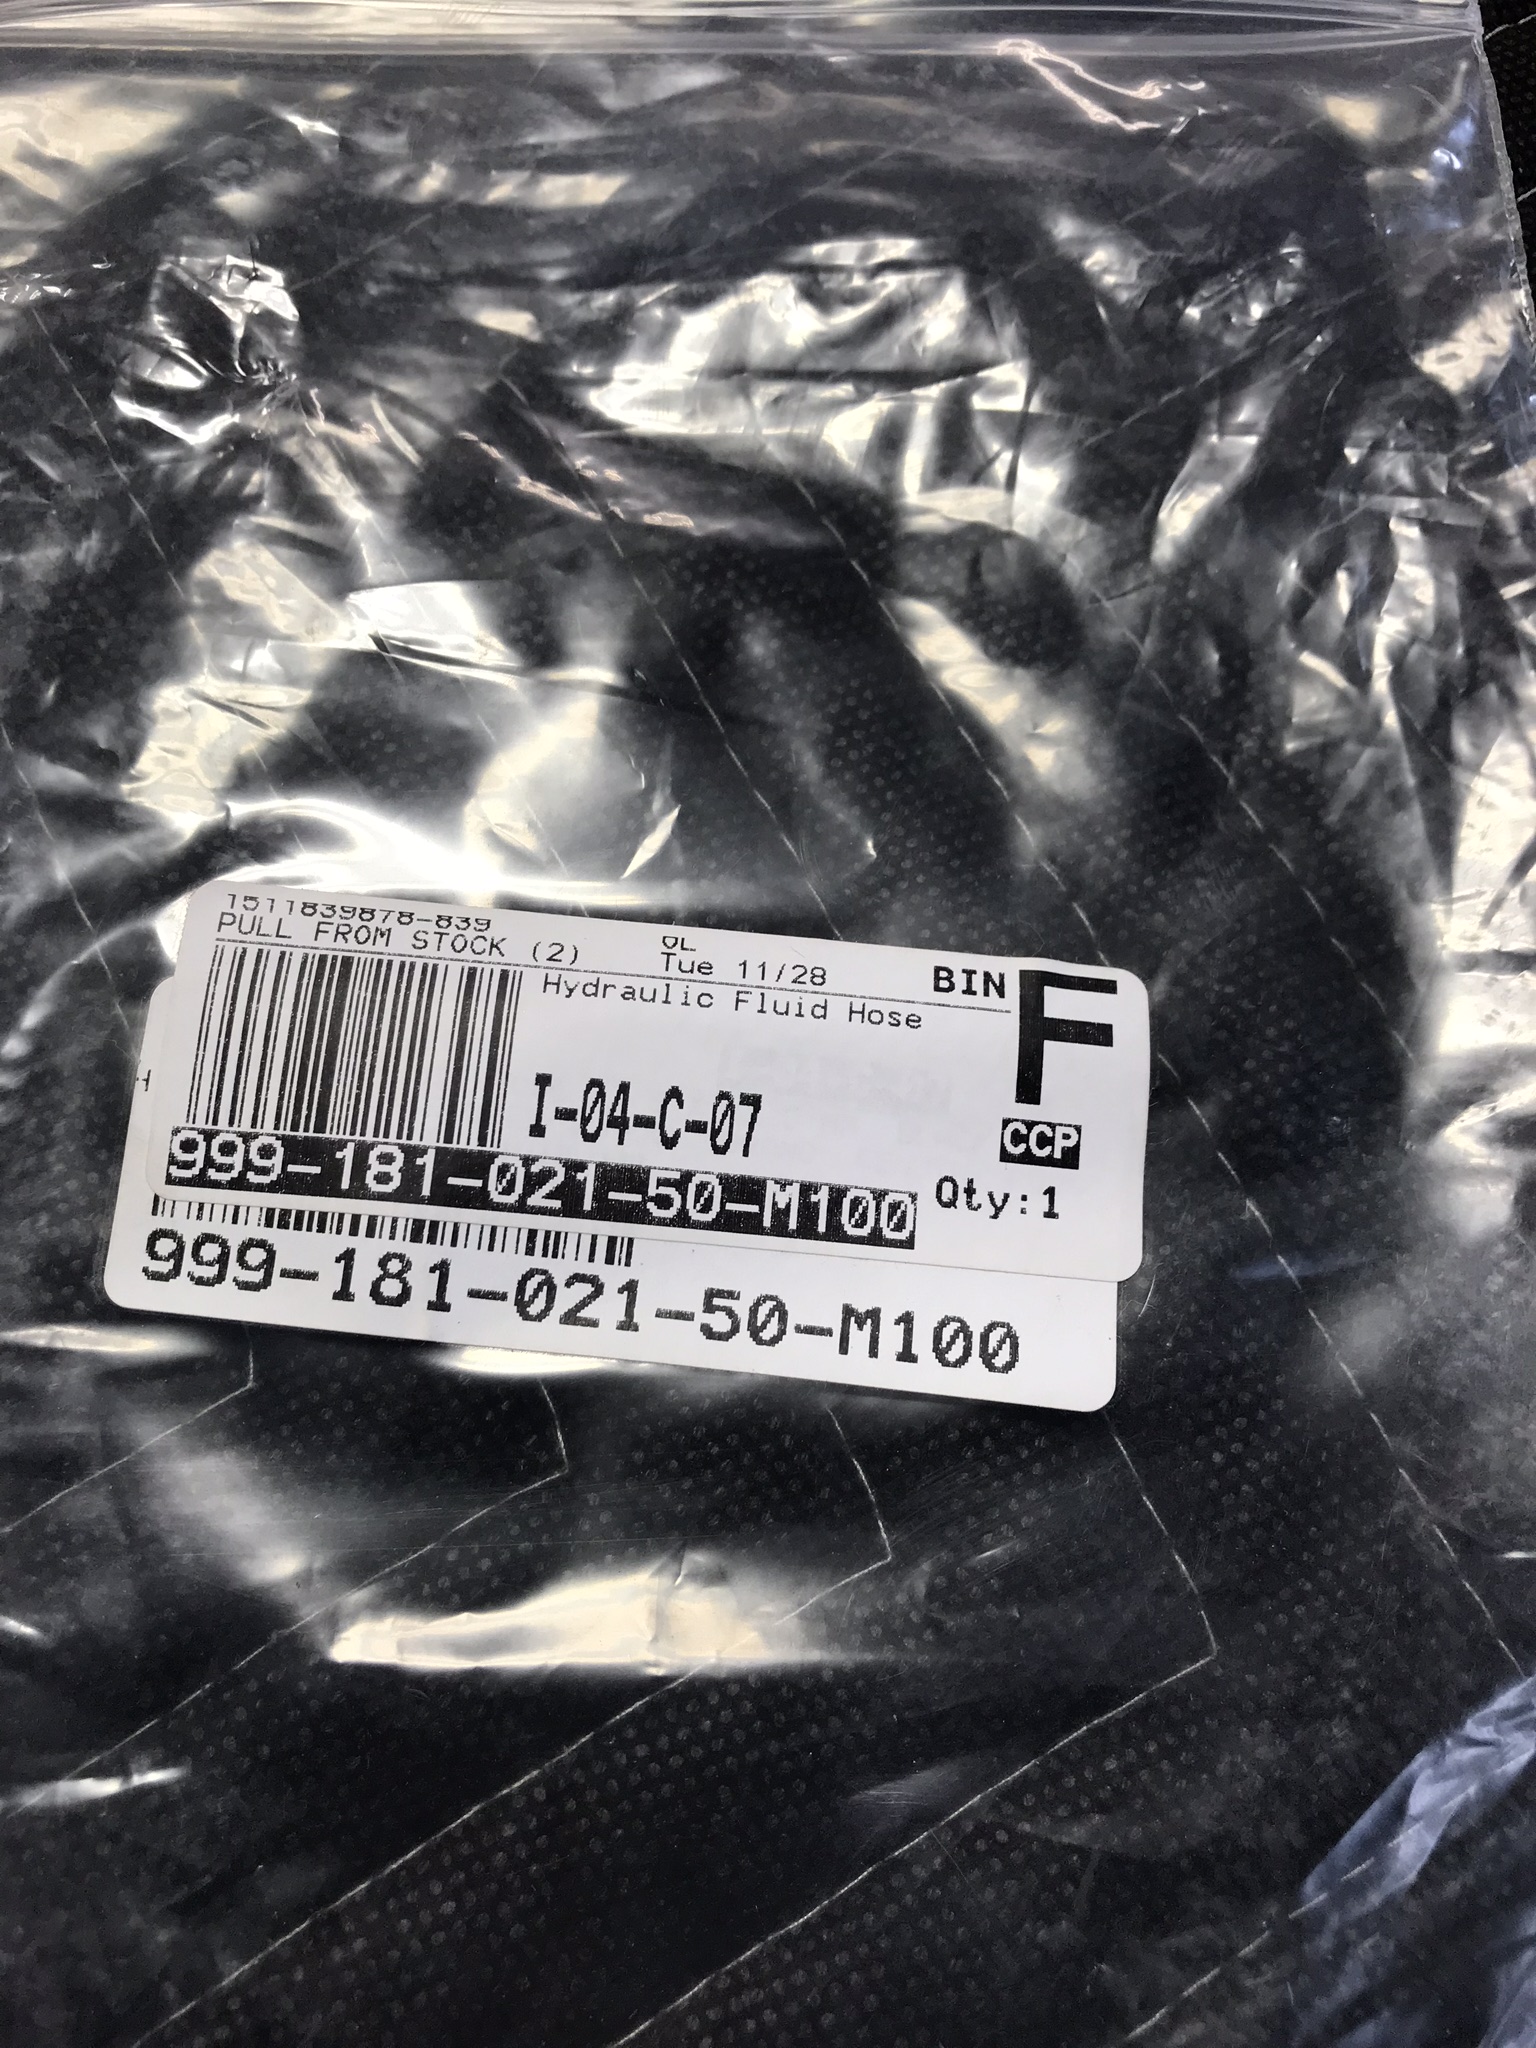 1511839878-839
PULL FROM STOCK (2)
OL
Tue 11/28
BIN F
Hydraulic Fluid Hose
I-04-C-07
CCP
999-181-021-50-M100
Qty:1
999-181-021-50-M100